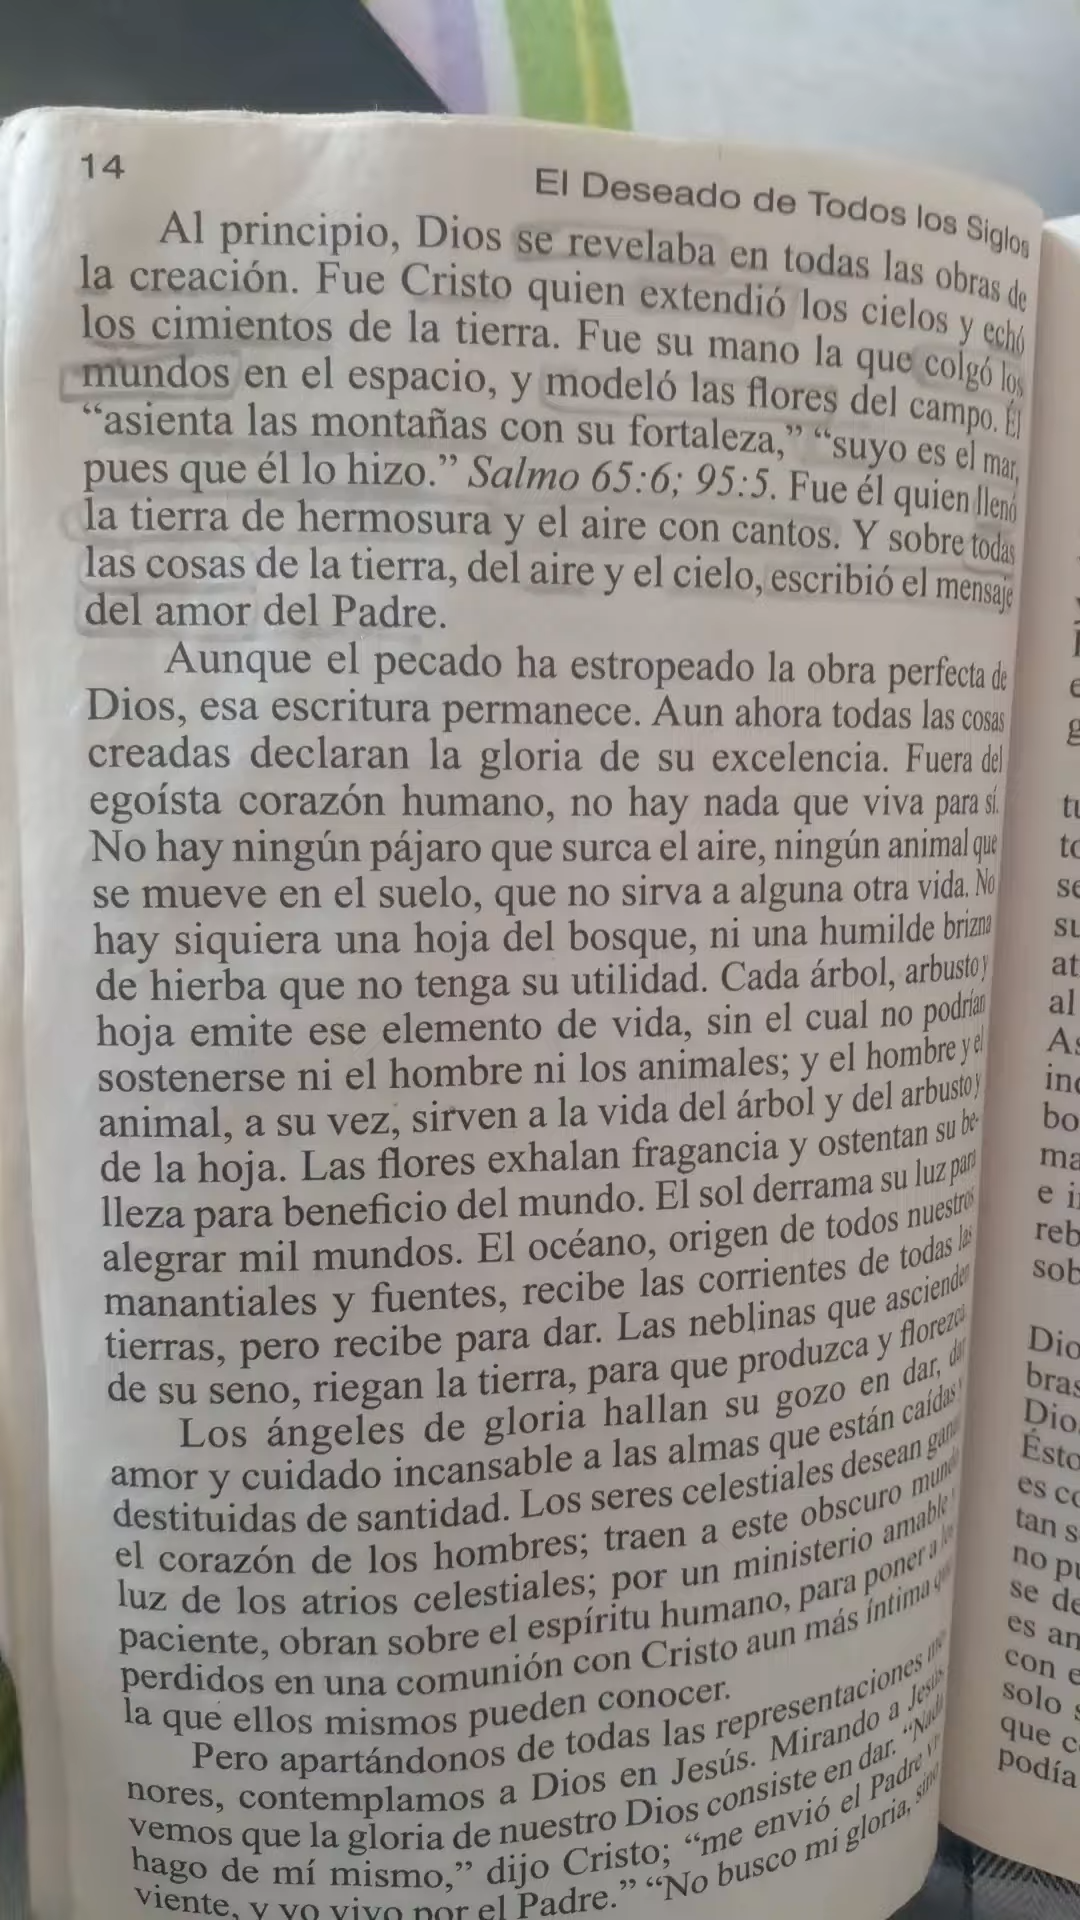 14
El Deseado de Todos los Siglos
Al principio, Dios se revelaba en todas las obras de
la creación. Fue Cristo quien extendió los cielos y echó
los cimientos de la tierra. Fue su mano la que colgó los
mundos en el espacio, y modeló las flores del campo. Él
“asienta las montañas con su fortaleza,” “suyo es el mar,
pues que él lo hizo.” Salmo 65:6; 95:5. Fue él quien llenó
la tierra de hermosura y el aire con cantos. Y sobre todas
las cosas de la tierra, del aire y el cielo, escribió el mensaje
del amor del Padre.
Aunque el pecado ha estropeado la obra perfecta de
Dios, esa escritura permanece. Aun ahora todas las cosas
creadas declaran la gloria de su excelencia. Fuera del
egoísta corazón humano, no hay nada que viva para sí.
No hay ningún pájaro que surca el aire, ningún animal que
se mueve en el suelo, que no sirva a alguna otra vida. No
hay siquiera una hoja del bosque, ni una humilde brizna
de hierba que no tenga su utilidad. Cada árbol, arbusto y
hoja emite ese elemento de vida, sin el cual no podrían
sostenerse ni el hombre ni los animales; y el hombre y el
animal, a su vez, sirven a la vida del árbol y del arbusto y
de la hoja. Las flores exhalan fragancia y ostentan su be-
lleza para beneficio del mundo. El sol derrama su luz para
alegrar mil mundos. El océano, origen de todos nuestros
manantiales y fuentes, recibe las corrientes de todas las
tierras, pero recibe para dar. Las neblinas que ascienden
de su seno, riegan la tierra, para que produzca y florezca.
Los ángeles de gloria hallan su gozo en dar, dar
amor y cuidado incansable a las almas que están caídas y
destituidas de santidad. Los seres celestiales desean ganar
el corazón de los hombres; traen a este obscuro mundo
luz de los atrios celestiales; por un ministerio amable y
paciente, obran sobre el espíritu humano, para poner a los
perdidos en una comunión con Cristo aun más íntima que
la que ellos mismos pueden conocer.
Pero apartándonos de todas las representaciones me-
nores, contemplamos a Dios en Jesús. Mirando a Jesús
vemos que la gloria de nuestro Dios consiste en dar. “Nada
hago de mí mismo,” dijo Cristo; “me envió el Padre
viente, y yo vivo por el Padre.” “No busco mi gloria, sino